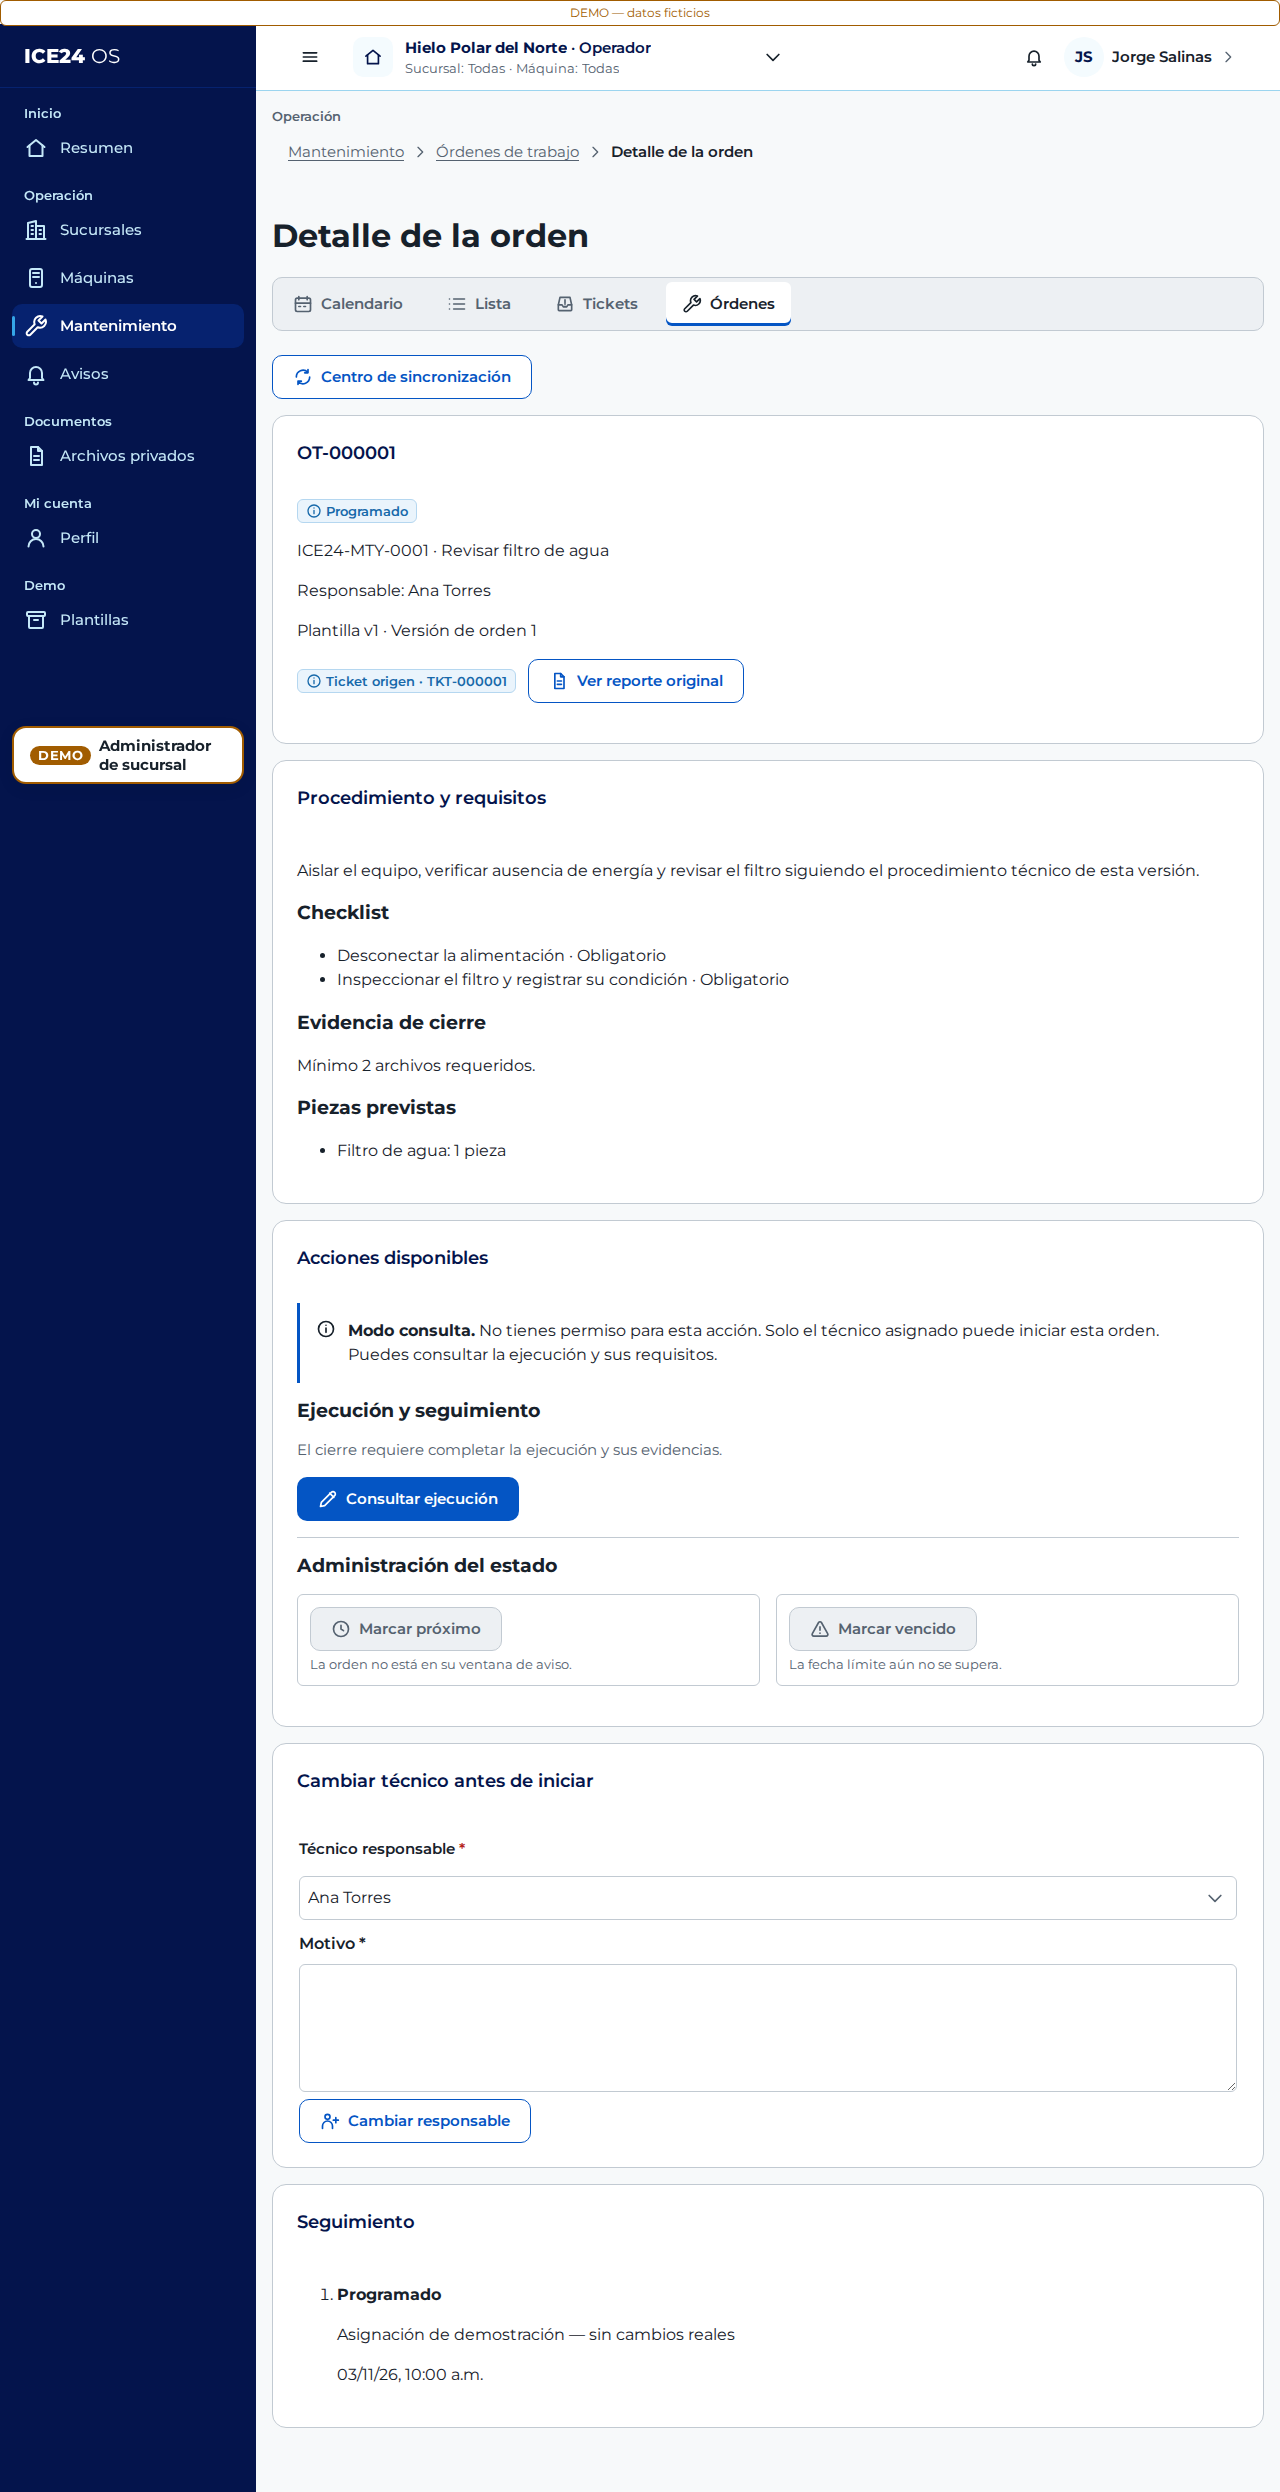 DEMO — datos ficticios
ICE24 OS
Hielo Polar del Norte · Operador
Sucursal: Todas · Máquina: Todas
JS
Jorge Salinas
Inicio
Resumen
Operación
Sucursales
Máquinas
Mantenimiento
Avisos
Documentos
Archivos privados
Mi cuenta
Perfil
Demo
Plantillas
DEMO
Administrador
de sucursal
Operación
Mantenimiento
Órdenes de trabajo
Detalle de la orden
Detalle de la orden
Calendario
Lista
Tickets
Órdenes
Centro de sincronización
OT-000001
Programado
ICE24-MTY-0001 · Revisar filtro de agua
Responsable: Ana Torres
Plantilla v1 · Versión de orden 1
Ticket origen · TKT-000001
Ver reporte original
Procedimiento y requisitos
Aislar el equipo, verificar ausencia de energía y revisar el filtro siguiendo el procedimiento técnico de esta versión.
Checklist
• Desconectar la alimentación · Obligatorio
• Inspeccionar el filtro y registrar su condición · Obligatorio
Evidencia de cierre
Mínimo 2 archivos requeridos.
Piezas previstas
• Filtro de agua: 1 pieza
Acciones disponibles
Modo consulta. No tienes permiso para esta acción. Solo el técnico asignado puede iniciar esta orden.
Puedes consultar la ejecución y sus requisitos.
Ejecución y seguimiento
El cierre requiere completar la ejecución y sus evidencias.
Consultar ejecución
Administración del estado
Marcar próximo
La orden no está en su ventana de aviso.
Marcar vencido
La fecha límite aún no se supera.
Cambiar técnico antes de iniciar
Técnico responsable *
Ana Torres
Motivo *
Cambiar responsable
Seguimiento
1. Programado
Asignación de demostración — sin cambios reales
03/11/26, 10:00 a.m.